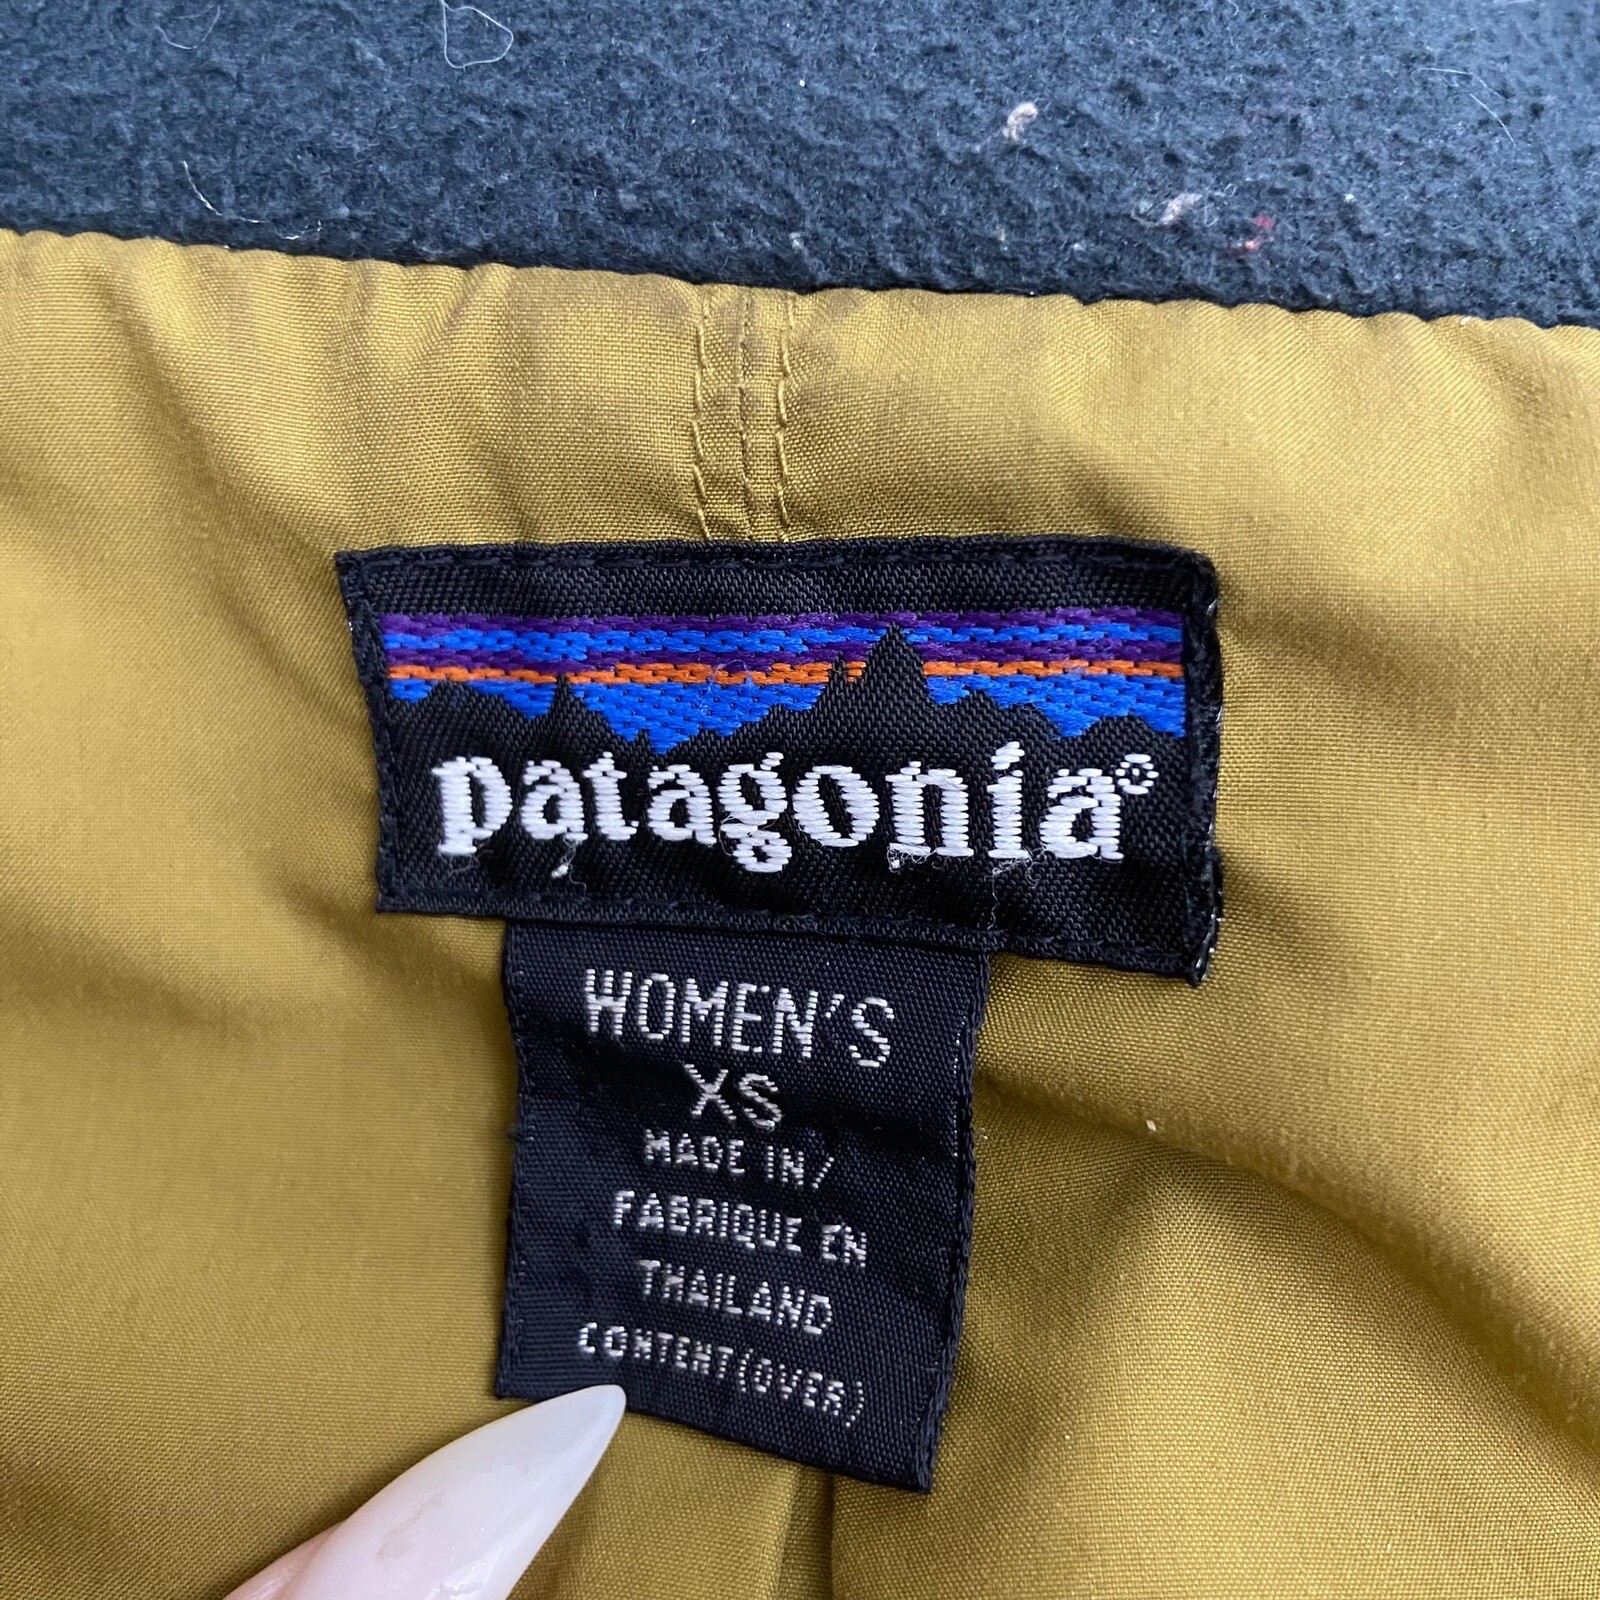 patagonia®
WOMEN'S
XS
MADE IN/
FABRIQUE EN
THAILAND
CONTENT(OVER)